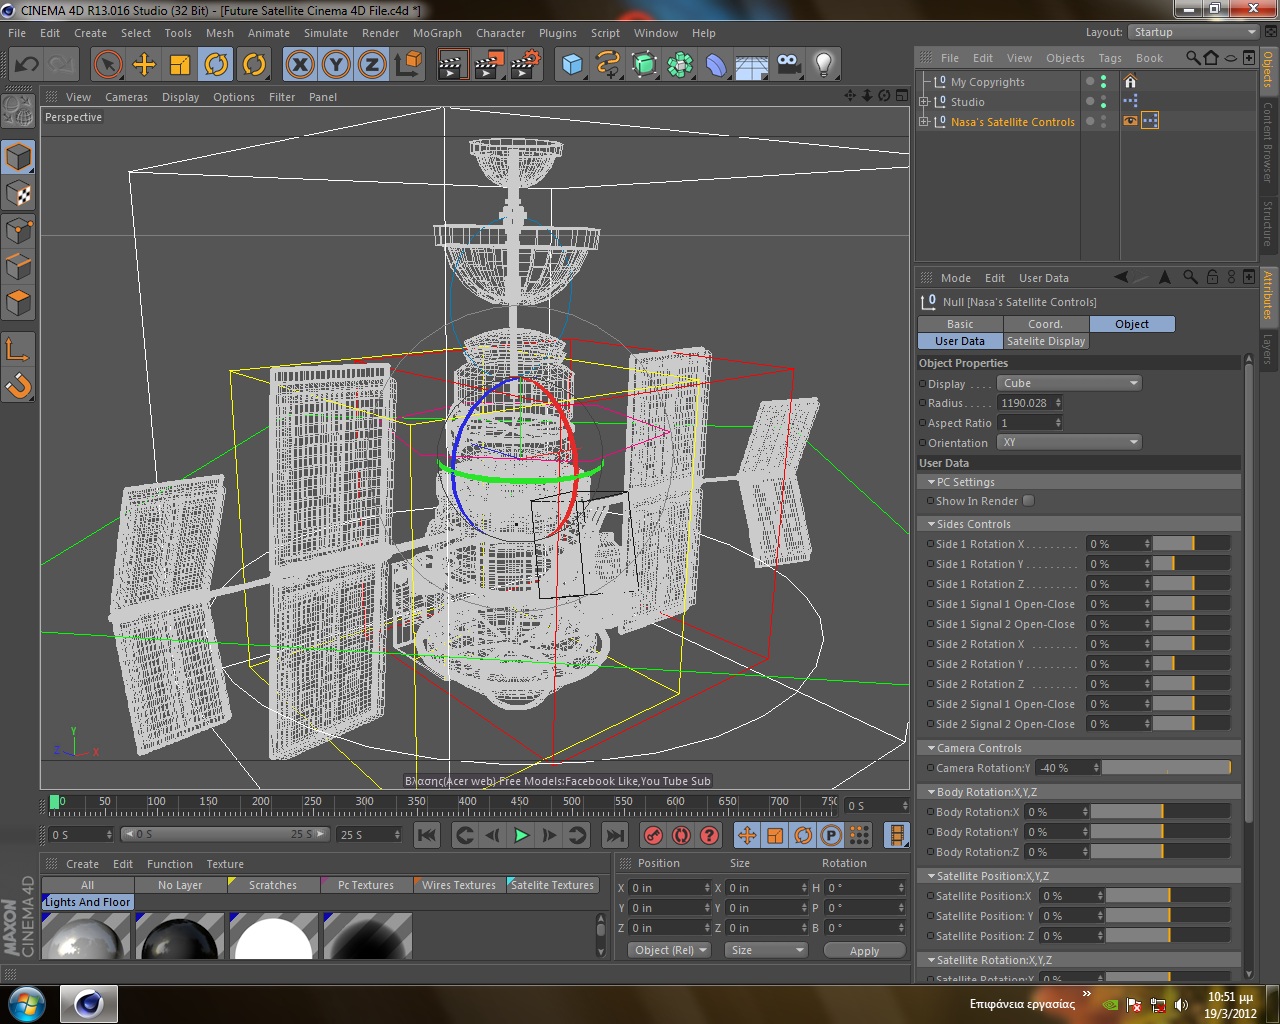 CINEMA 4D R13.016 Studio (32 Bit) - [Future Satellite Cinema 4D File.c4d *]
File Edit Create Select Tools Mesh Animate Simulate Render MoGraph Character Plugins Script Window Help
Layout: Startup
View Cameras Display Options Filter Panel
Perspective
File Edit View Objects Tags Book
My Copyrights
Studio
Nasa's Satellite Controls
Objects
Content Browser
Structure
Mode Edit User Data
Attributes
Layers
Null [Nasa's Satellite Controls]
Basic Coord. Object
User Data Satelite Display
Object Properties
Display . . . . Cube
Radius. . . . . 1190.028
Aspect Ratio 1
Orientation XY
User Data
PC Settings
Show In Render
Sides Controls
Side 1 Rotation X . . . . . . . . . 0 %
Side 1 Rotation Y . . . . . . . . . 0 %
Side 1 Rotation Z . . . . . . . . . 0 %
Side 1 Signal 1 Open-Close 0 %
Side 1 Signal 2 Open-Close 0 %
Side 2 Rotation X . . . . . . . . 0 %
Side 2 Rotation Y . . . . . . . . 0 %
Side 2 Rotation Z . . . . . . . . 0 %
Side 2 Signal 1 Open-Close 0 %
Side 2 Signal 2 Open-Close 0 %
Camera Controls
Camera Rotation:Y -40 %
Body Rotation:X,Y,Z
Body Rotation:X 0 %
Body Rotation:Y 0 %
Body Rotation:Z 0 %
Satellite Position:X,Y,Z
Satellite Position:X 0 %
Satellite Position: Y 0 %
Satellite Position: Z 0 %
Satellite Rotation:X,Y,Z
Satellite Rotation:X 0 %
Y
Z X
Βλασης(Acer web) Free Models:Facebook Like,You Tube Sub
0 50 100 150 200 250 300 350 400 450 500 550 600 650 700 750
0 S
0 S 0 S 25 S 25 S
Create Edit Function Texture
All No Layer Scratches Pc Textures Wires Textures Satelite Textures
Lights And Floor
MAXON
CINEMA 4D
Position Size Rotation
X 0 in X 0 in H 0 °
Y 0 in Y 0 in P 0 °
Z 0 in Z 0 in B 0 °
Object (Rel) Size Apply
Επιφάνεια εργασίας
10:51 μμ
19/3/2012